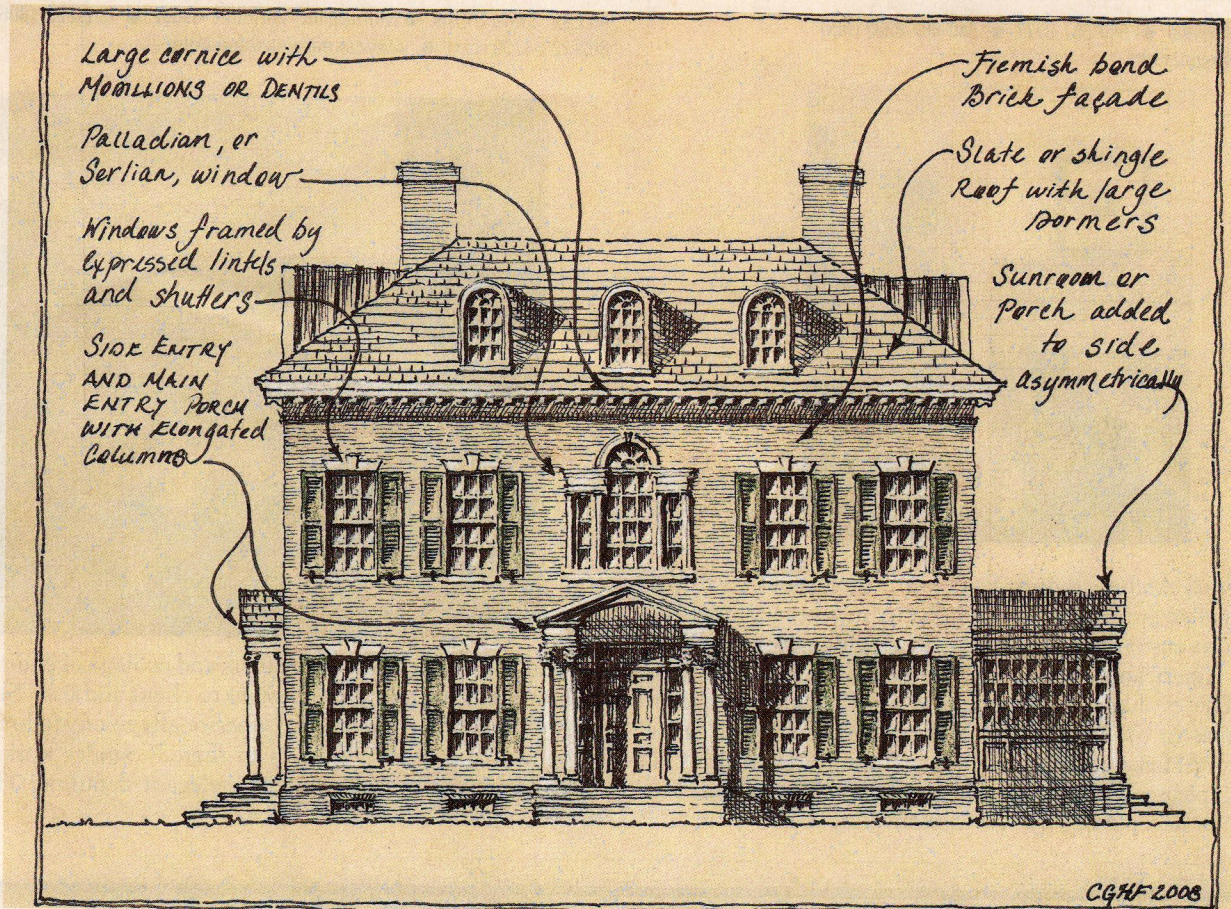 Large cornice with
MODILLIONS OR DENTILS
Palladian, or
Serlian, window
Windows framed by
expressed lintels
and shutters
SIDE ENTRY
AND MAIN
ENTRY PORCH
WITH Elongated
Columns
Flemish bond
Brick façade
Slate or shingle
Roof with large
Dormers
Sunroom or
Porch added
to side
asymmetrically
CGHF 2008